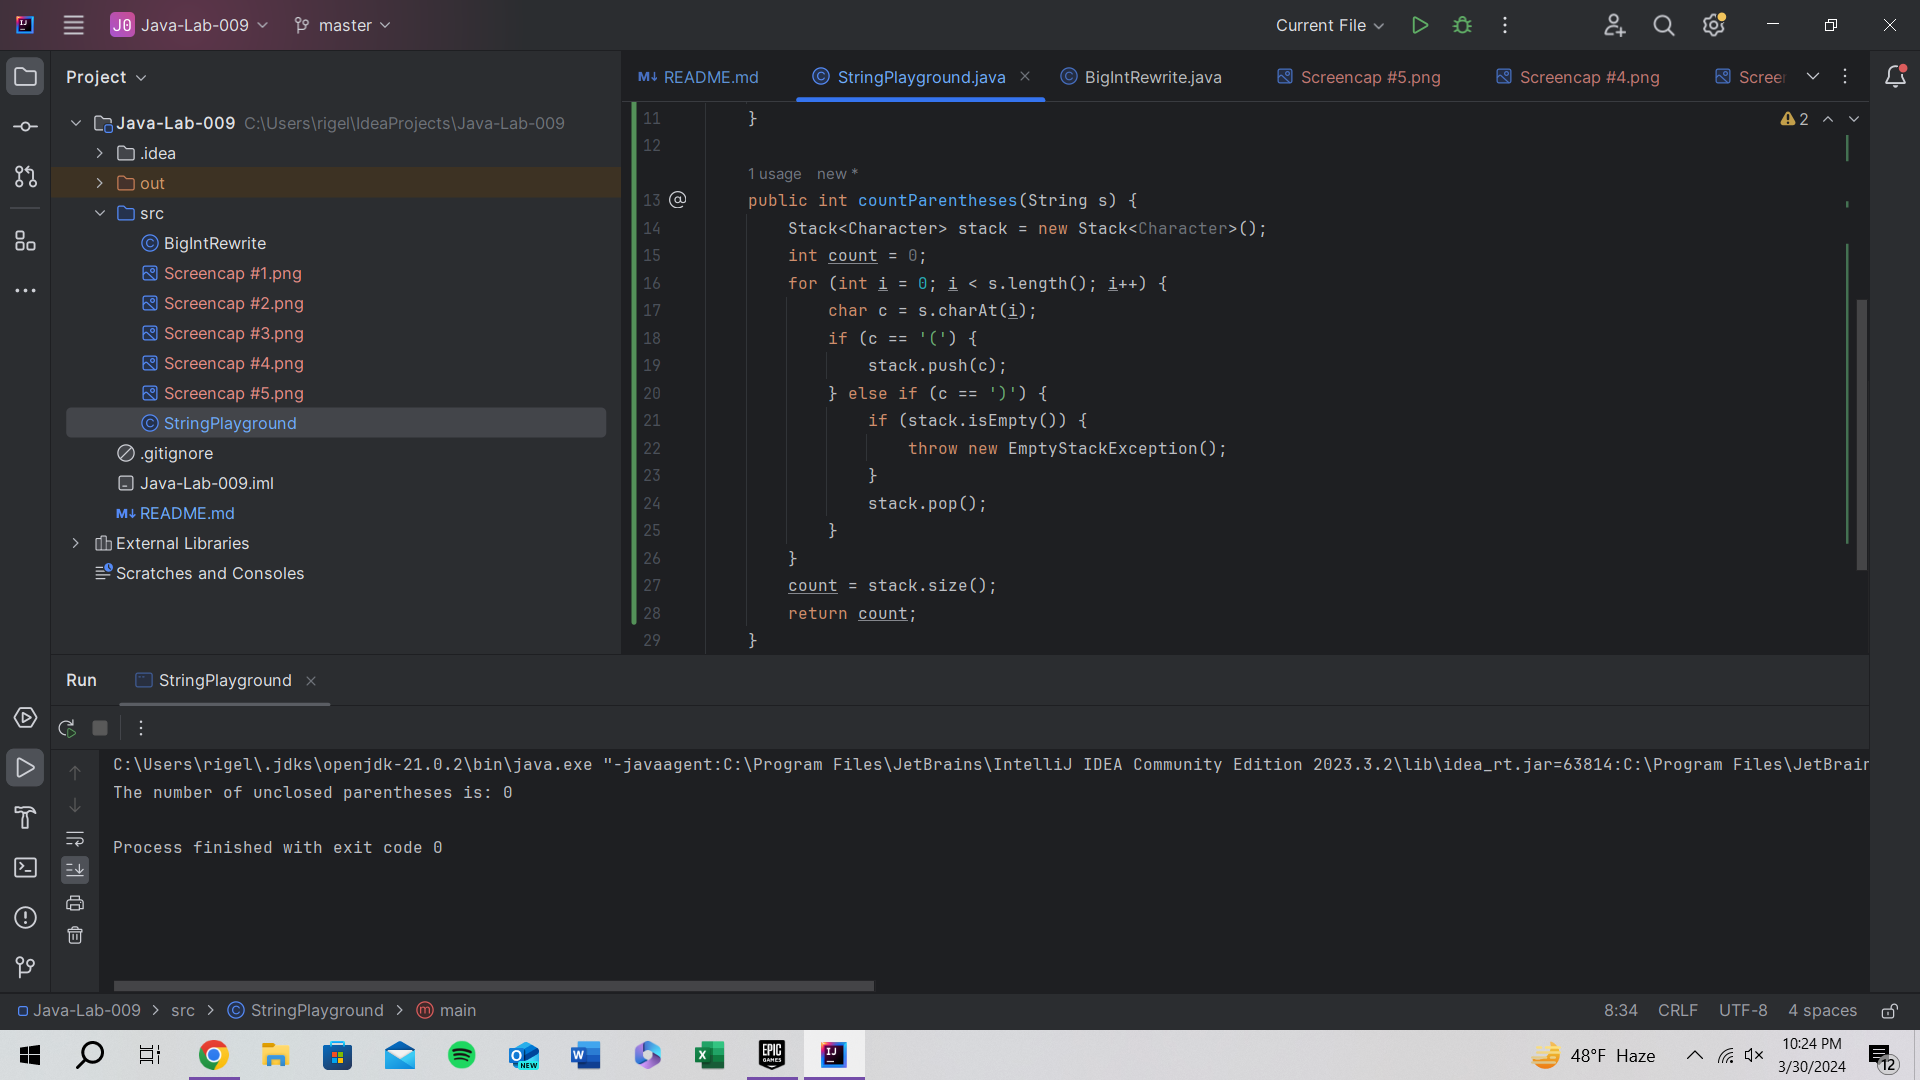 J0 Java-Lab-009 master Current File
Project
Java-Lab-009 C:\Users\rigel\IdeaProjects\Java-Lab-009
.idea
out
src
BigIntRewrite
Screencap #1.png
Screencap #2.png
Screencap #3.png
Screencap #4.png
Screencap #5.png
StringPlayground
.gitignore
Java-Lab-009.iml
M↓ README.md
External Libraries
Scratches and Consoles
M↓ README.md StringPlayground.java BigIntRewrite.java Screencap #5.png Screencap #4.png Screer
2
11 }
12
1 usage new *
13 @ public int countParentheses(String s) {
14 Stack<Character> stack = new Stack<Character>();
15 int count = 0;
16 for (int i = 0; i < s.length(); i++) {
17 char c = s.charAt(i);
18 if (c == '(') {
19 stack.push(c);
20 } else if (c == ')') {
21 if (stack.isEmpty()) {
22 throw new EmptyStackException();
23 }
24 stack.pop();
25 }
26 }
27 count = stack.size();
28 return count;
29 }
Run StringPlayground
C:\Users\rigel\.jdks\openjdk-21.0.2\bin\java.exe "-javaagent:C:\Program Files\JetBrains\IntelliJ IDEA Community Edition 2023.3.2\lib\idea_rt.jar=63814:C:\Program Files\JetBrain
The number of unclosed parentheses is: 0
Process finished with exit code 0
Java-Lab-009 > src > StringPlayground > main 8:34 CRLF UTF-8 4 spaces
48°F Haze 10:24 PM
3/30/2024
12
NEW
EPIC GAMES
IJ